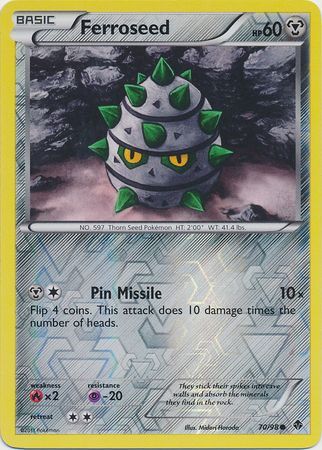 BASIC
Ferroseed
HP60
NO. 597 Thorn Seed Pokémon HT: 2'00" WT: 41.4 lbs.
Pin Missile 10×
Flip 4 coins. This attack does 10 damage times the
number of heads.
weakness
×2
resistance
-20
retreat
They stick their spikes into cave
walls and absorb the minerals
they find in the rock.
©2011 Pokémon
Illus. Midori Harada
70/98